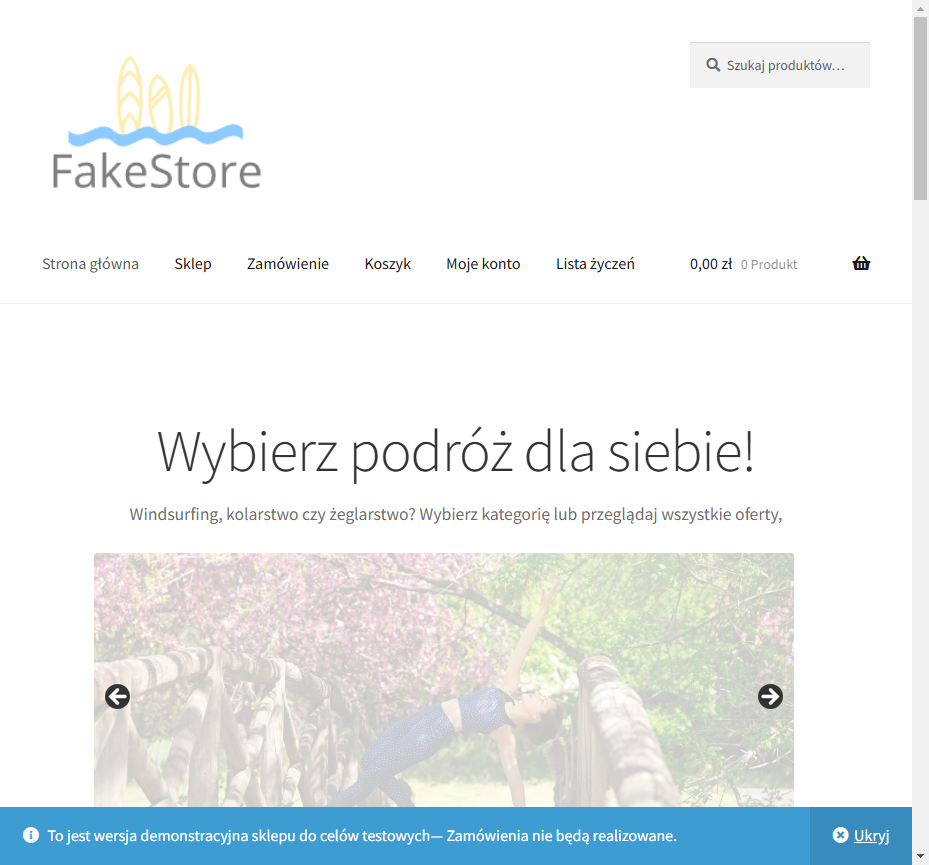 Szukaj produktów…
FakeStore
Strona główna Sklep Zamówienie Koszyk Moje konto Lista życzeń 0,00 zł 0 Produkt
Wybierz podróż dla siebie!
Windsurfing, kolarstwo czy żeglarstwo? Wybierz kategorię lub przeglądaj wszystkie oferty,
To jest wersja demonstracyjna sklepu do celów testowych— Zamówienia nie będą realizowane. Ukryj